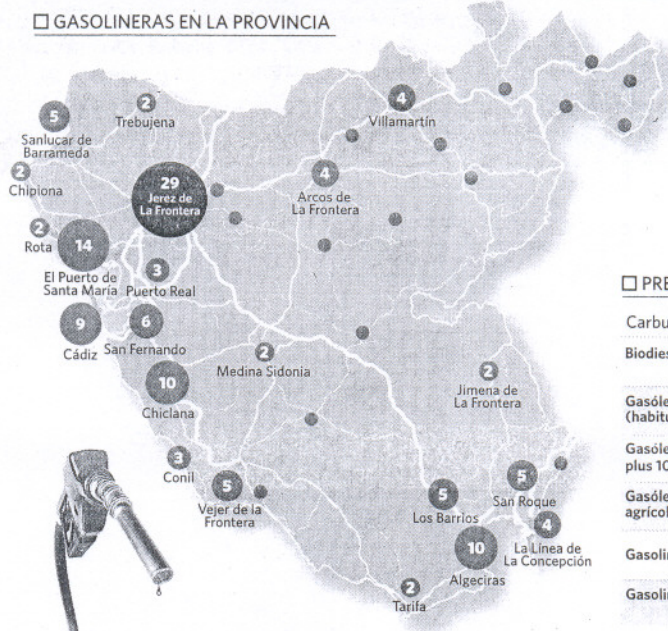 GASOLINERAS EN LA PROVINCIA
5
Sanlúcar de
Barrameda
2
Trebujena
4
Villamartín
2
Chipiona
29
Jerez de
La Frontera
4
Arcos de
La Frontera
2
Rota
14
El Puerto de
Santa María
3
Puerto Real
9
Cádiz
6
San Fernando
2
Medina Sidonia
10
Chiclana
2
Jimena de
La Frontera
3
Conil
5
Vejer de la
Frontera
5
Los Barrios
5
San Roque
4
La Línea de
La Concepción
10
Algeciras
2
Tarifa
PRE
Carbu
Biodies
Gasóle
(habitu
Gasóle
plus 10
Gasóle
agrícol
Gasolin
Gasolin